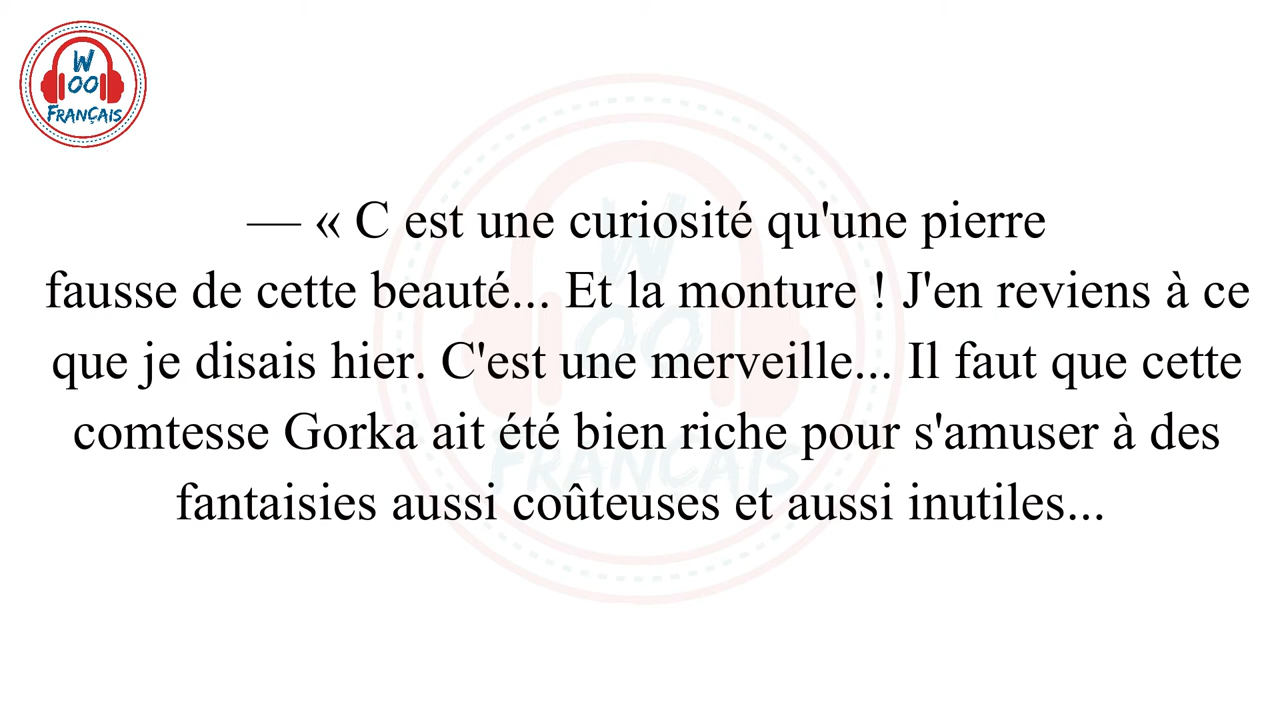 W
OO
FRANÇAIS
— « C est une curiosité qu'une pierre
fausse de cette beauté... Et la monture ! J'en reviens à ce
que je disais hier. C'est une merveille... Il faut que cette
comtesse Gorka ait été bien riche pour s'amuser à des
fantaisies aussi coûteuses et aussi inutiles...
W
OO
FRANÇAIS